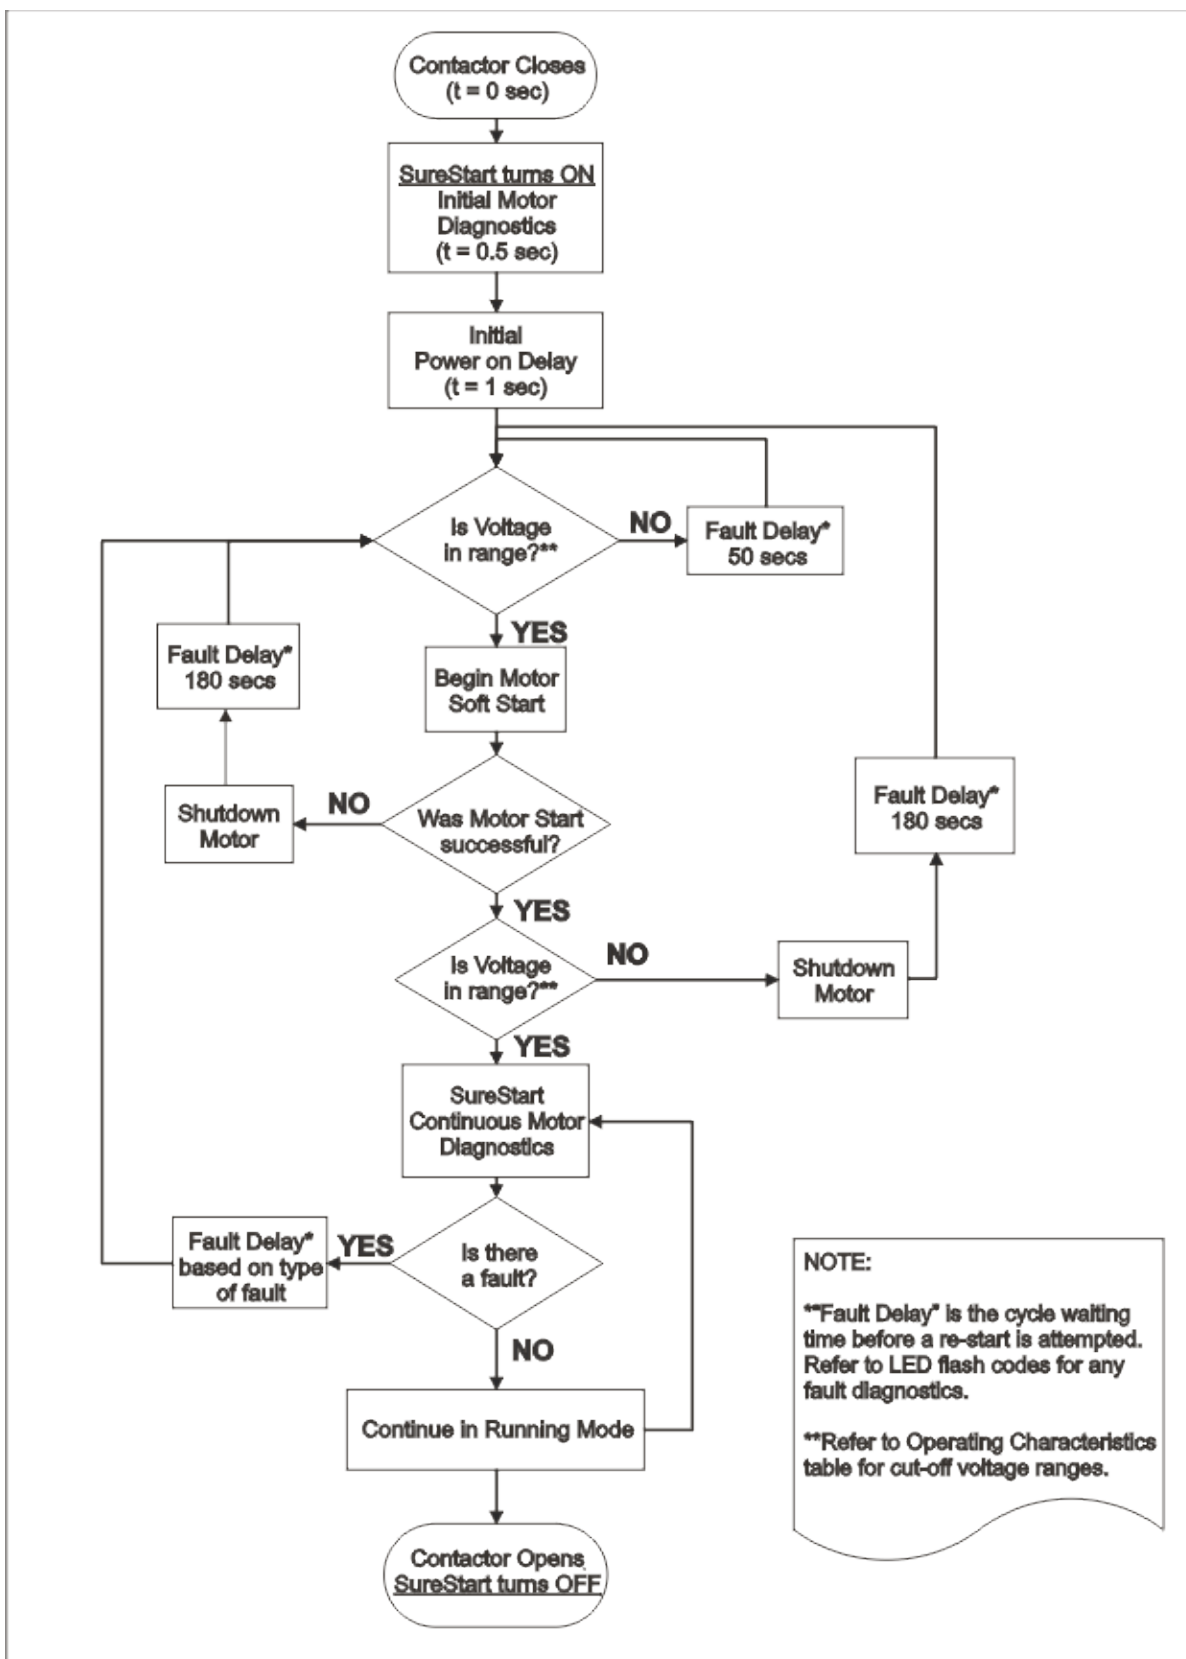 Contactor Closes
(t = 0 sec)
SureStart turns ON
Initial Motor
Diagnostics
(t = 0.5 sec)
Initial
Power on Delay
(t = 1 sec)
Is Voltage
in range?**
NO
Fault Delay*
50 secs
YES
Fault Delay*
180 secs
Begin Motor
Soft Start
Shutdown
Motor
NO
Was Motor Start
successful?
Fault Delay*
180 secs
YES
Is Voltage
in range?**
NO
Shutdown
Motor
YES
SureStart
Continuous Motor
Diagnostics
Fault Delay*
based on type
of fault
YES
Is there
a fault?
NO
Continue in Running Mode
Contactor Opens
SureStart turns OFF
NOTE:
*"Fault Delay" is the cycle waiting
time before a re-start is attempted.
Refer to LED flash codes for any
fault diagnostics.
**Refer to Operating Characteristics
table for cut-off voltage ranges.